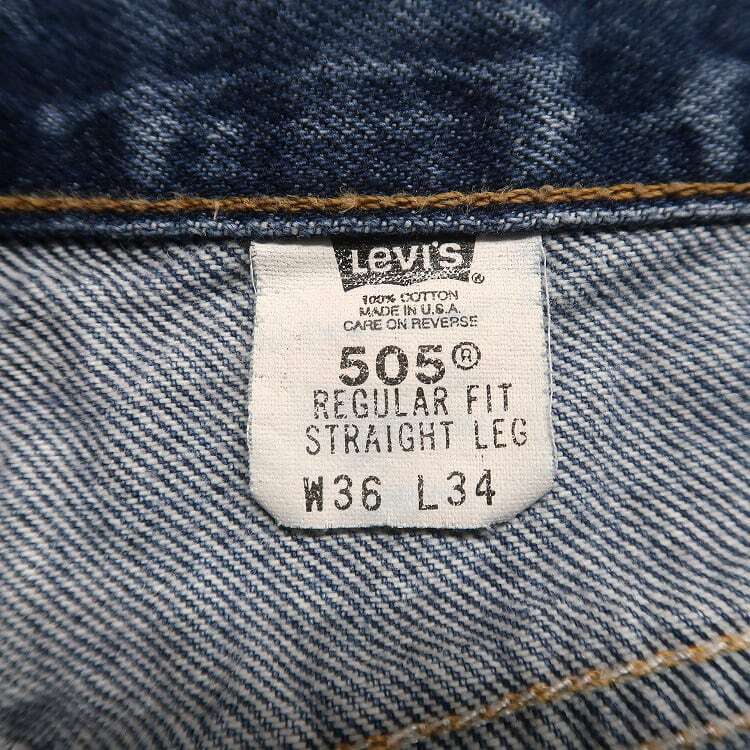 Levi's®
100% COTTON
MADE IN U.S.A.
CARE ON REVERSE
505®
REGULAR FIT
STRAIGHT LEG
W36 L34